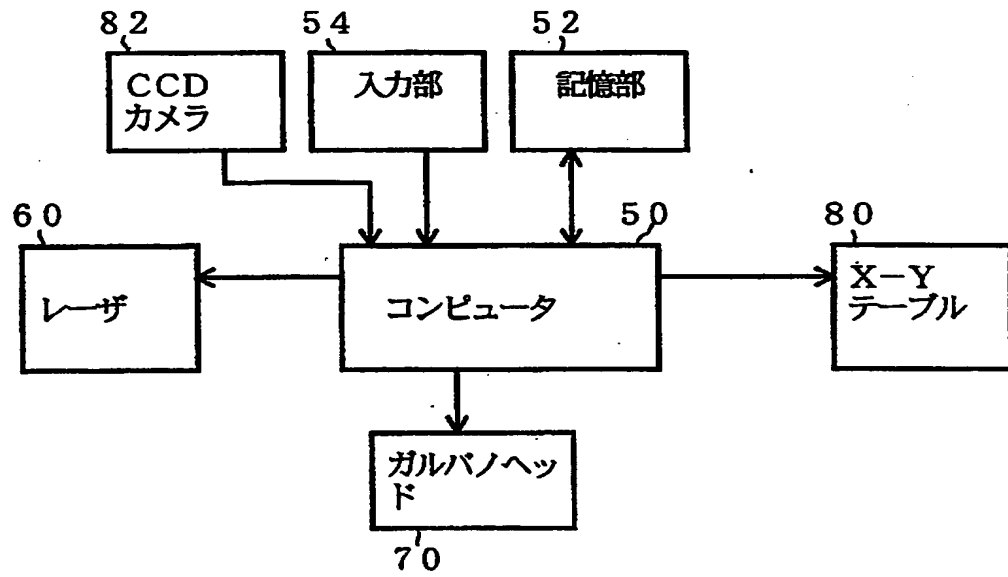 ８２
ＣＣＤ
カメラ
５４
入力部
５２
記憶部
６０
レーザ
５０
コンピュータ
８０
Ｘ－Ｙ
テーブル
ガルバノヘッ
ド
７０